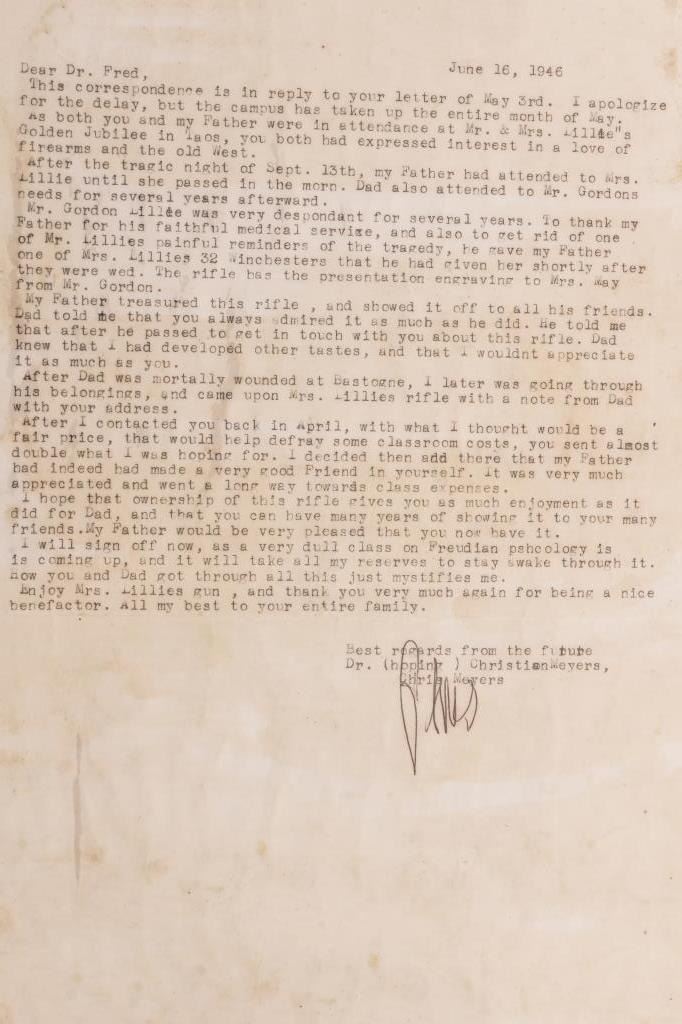 June 16, 1946
Dear Dr. Fred,
This correspondence is in reply to your letter of May 3rd. I apologize
for the delay, but the campus has taken up the entire month of May.
As both you and my Father were in attendance at Mr. & Mrs. Lillie"s
Golden Jubilee in Taos, you both had expressed interest in a love of
firearms and the old West.
After the tragic night of Sept. 13th, my Father had attended to Mrs.
Lillie until she passed in the morn. Dad also attended to Mr. Gordons
needs for several years afterward.
Mr. Gordon Lillie was very despondant for several years. To thank my
Father for his faithful medical service, and also to get rid of one
of Mr. Lillies painful reminders of the tragedy, he gave my Father
one of Mrs. Lillies 32 Winchesters that he had given her shortly after
they were wed. The rifle has the presentation engraving to Mrs. May
from Mr. Gordon.
My Father treasured this rifle , and showed it off to all his friends.
Dad told me that you always admired it as much as he did. He told me
that after he passed to get in touch with you about this rifle. Dad
knew that I had developed other tastes, and that I wouldnt appreciate
it as much as you.
After Dad was mortally wounded at Bastogne, I later was going through
his belongings, and came upon Mrs. Lillies rifle with a note from Dad
with your address.
After I contacted you back in April, with what I thought would be a
fair price, that would help defray some classroom costs, you sent almost
double what I was hoping for. I decided then add there that my Father
had indeed had made a very good Friend in yourself. It was very much
appreciated and went a long way towards class expenses.
I hope that ownership of this rifle gives you as much enjoyment as it
did for Dad, and that you can have many years of showing it to your many
friends.My Father would be very pleased that you now have it.
I will sign off now, as a very dull class on Freudian psheology is
is coming up, and it will take all my reserves to stay awake through it.
How you and Dad got through all this just mystifies me.
Enjoy Mrs. Lillies gun , and thank you very much again for being a nice
benefactor. All my best to your entire family.
Best regards from the future
Dr. (hoping ) ChristianMeyers,
Chris Meyers